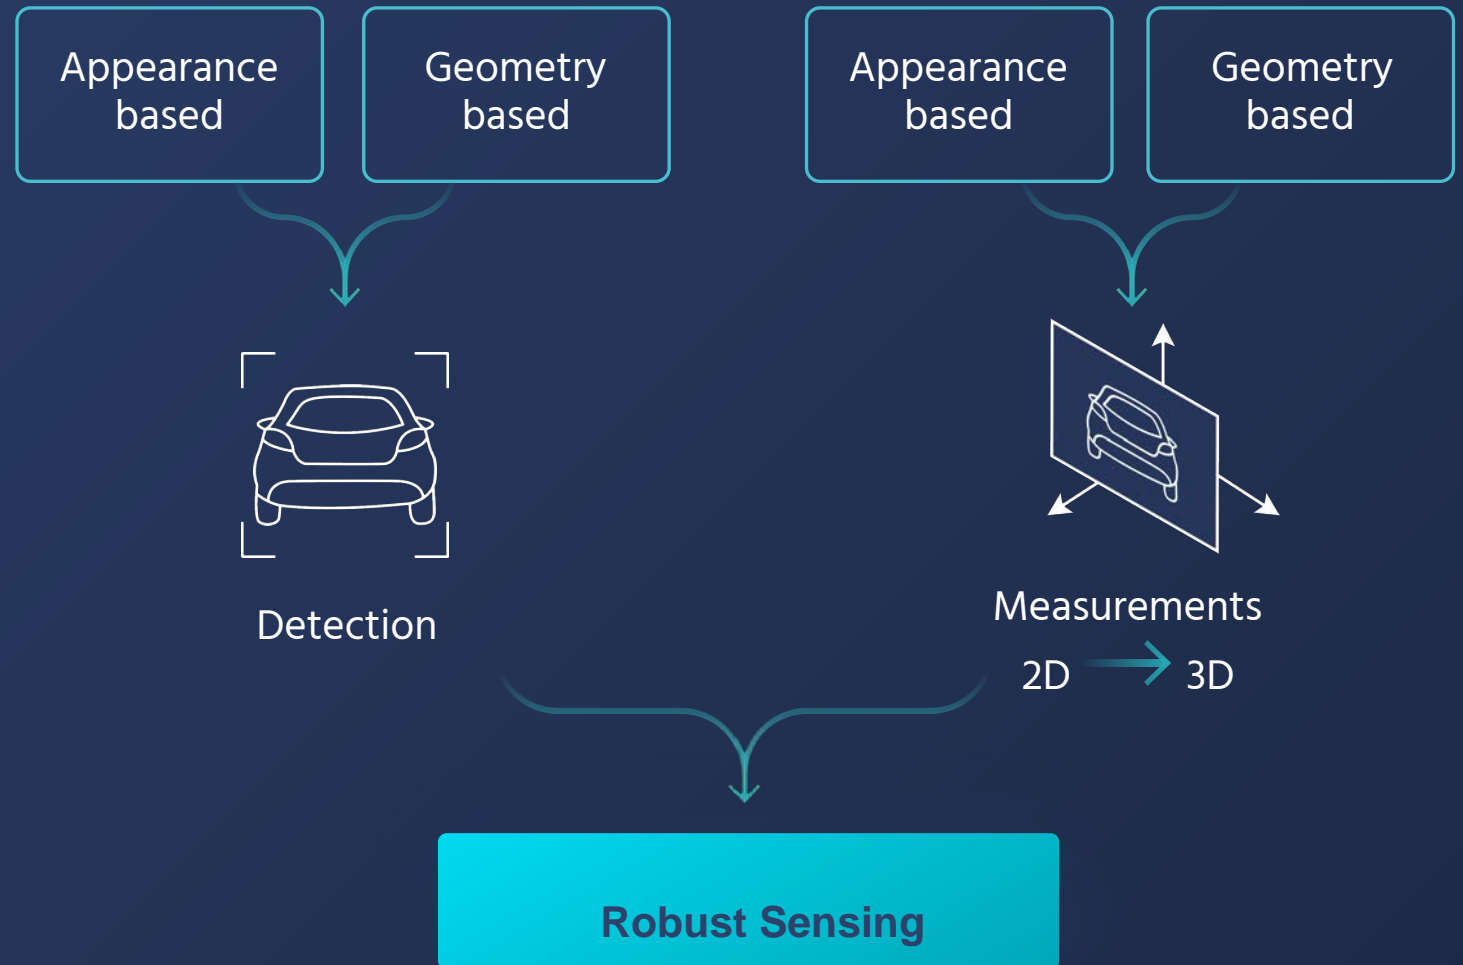 Appearance
based
Geometry
based
Appearance
based
Geometry
based
Detection
Measurements
2D 3D
Robust Sensing